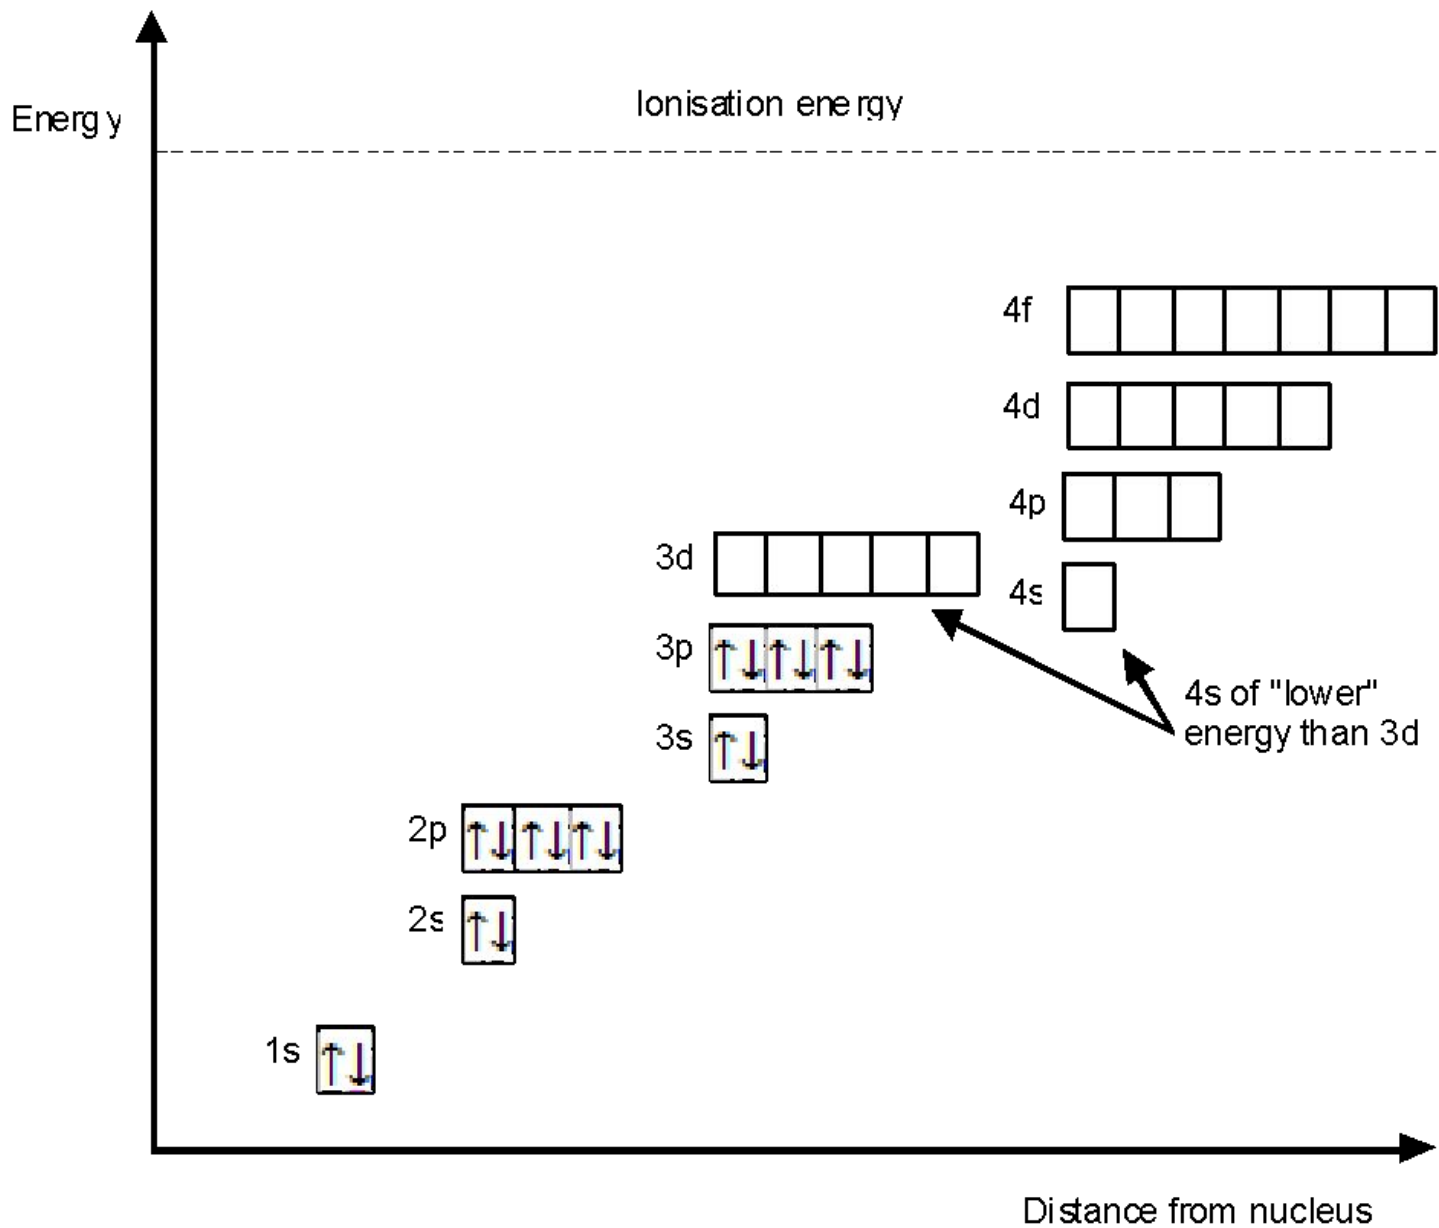 Energy
Ionisation energy
4f
4d
4p
3d
4s
3p
4s of "lower"
energy than 3d
3s
2p
2s
1s
Distance from nucleus